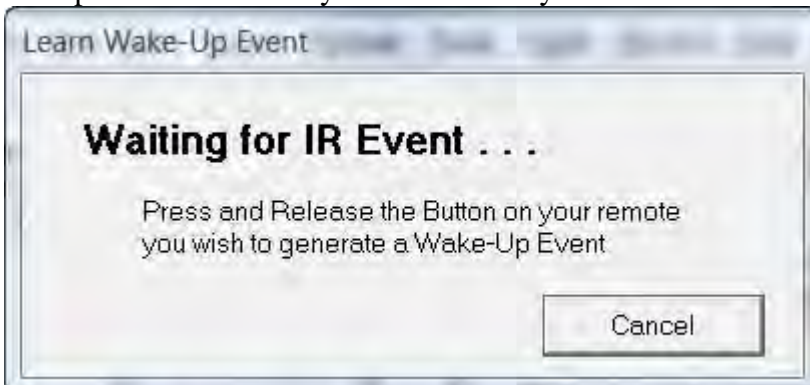 Learn Wake-Up Event
Waiting for IR Event . . .
Press and Release the Button on your remote
you wish to generate a Wake-Up Event
Cancel